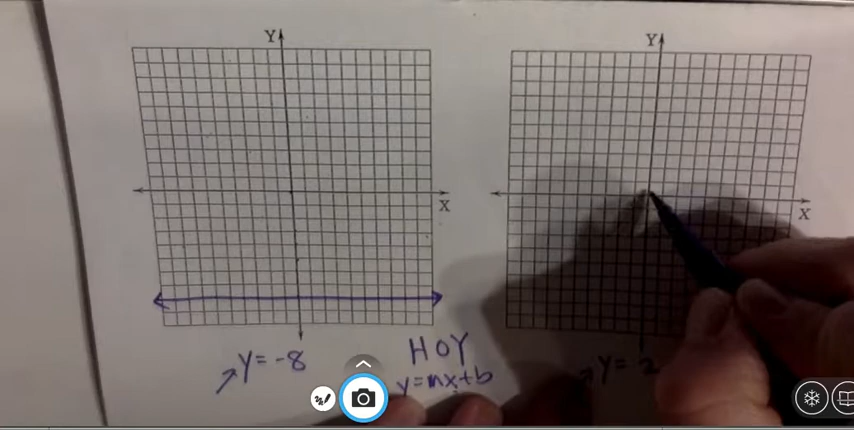 Y
Y
X
X
Y = -8
HOY
y = mx + b
Y = 2